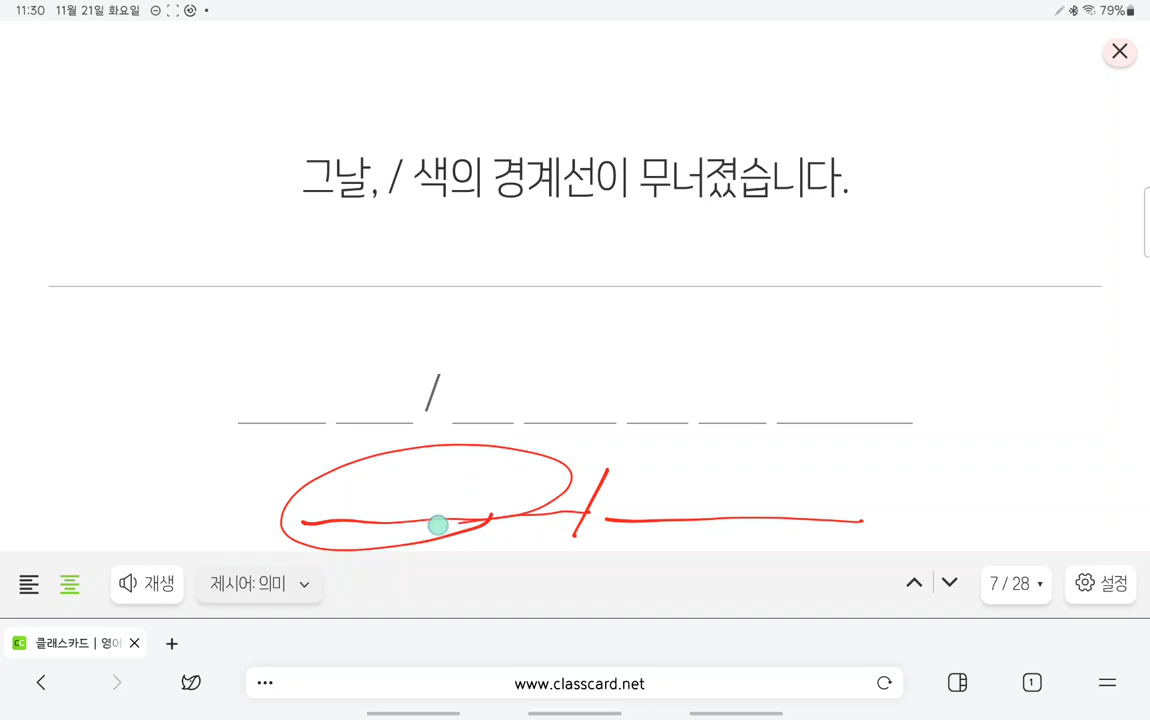 11:30 11월 21일 화요일
79%
그날, / 색의 경계선이 무너졌습니다.
/
재생
제시어: 의미
7 / 28
설정
클래스카드 | 영어
www.classcard.net
1